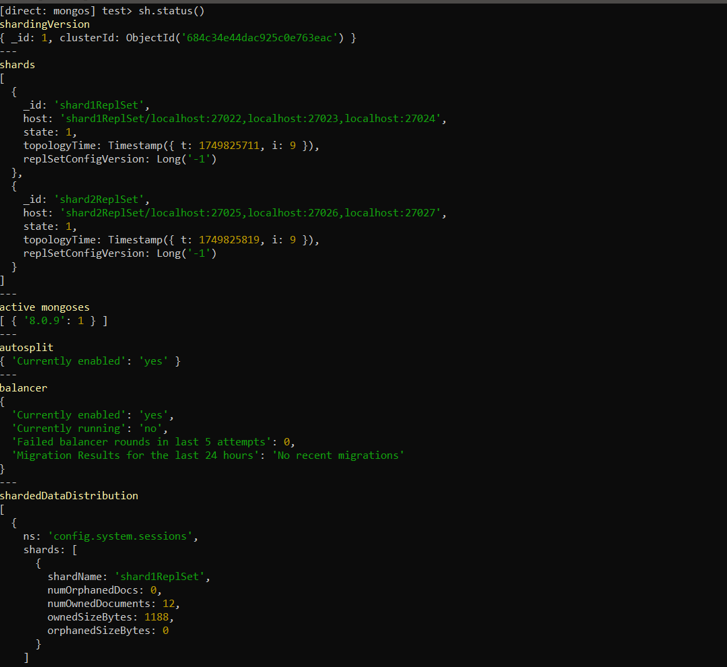 [direct: mongos] test> sh.status()
shardingVersion
{ _id: 1, clusterId: ObjectId('684c34e44dac925c0e763eac') }
---
shards
[
  {
    _id: 'shard1ReplSet',
    host: 'shard1ReplSet/localhost:27022,localhost:27023,localhost:27024',
    state: 1,
    topologyTime: Timestamp({ t: 1749825711, i: 9 }),
    replSetConfigVersion: Long('-1')
  },
  {
    _id: 'shard2ReplSet',
    host: 'shard2ReplSet/localhost:27025,localhost:27026,localhost:27027',
    state: 1,
    topologyTime: Timestamp({ t: 1749825819, i: 9 }),
    replSetConfigVersion: Long('-1')
  }
]
---
active mongoses
[ { '8.0.9': 1 } ]
---
autosplit
{ 'Currently enabled': 'yes' }
---
balancer
{
  'Currently enabled': 'yes',
  'Currently running': 'no',
  'Failed balancer rounds in last 5 attempts': 0,
  'Migration Results for the last 24 hours': 'No recent migrations'
}
---
shardedDataDistribution
[
  {
    ns: 'config.system.sessions',
    shards: [
      {
        shardName: 'shard1ReplSet',
        numOrphanedDocs: 0,
        numOwnedDocuments: 12,
        ownedSizeBytes: 1188,
        orphanedSizeBytes: 0
      }
    ]